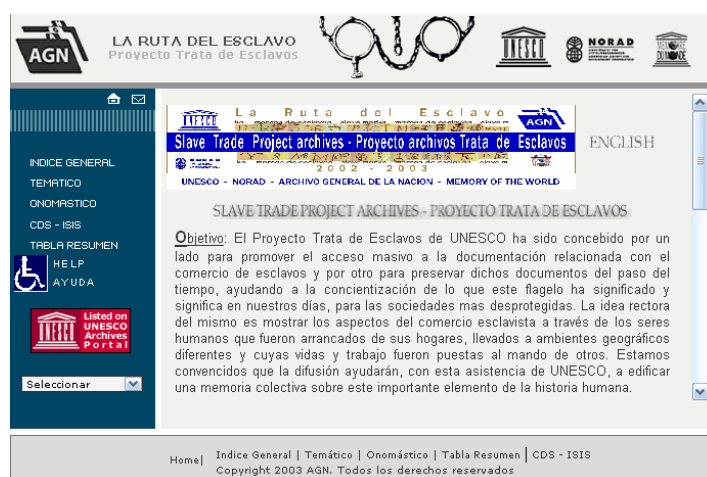 AGN
LA RUTA DEL ESCLAVO
Proyecto Trata de Esclavos
UNESCO
NORAD
INDICE GENERAL
TEMATICO
ONOMASTICO
CDS - ISIS
TABLA RESUMEN
HELP
AYUDA
Listed on
UNESCO
Archives
Portal
UNESCO
Seleccionar
La Ruta del Esclavo
UNESCO
AGN
Slave Trade Project archives - Proyecto archivos Trata de Esclavos
2002 - 2003
UNESCO - NORAD - ARCHIVO GENERAL DE LA NACION - MEMORY OF THE WORLD
ENGLISH
SLAVE TRADE PROJECT ARCHIVES - PROYECTO TRATA DE ESCLAVOS
Objetivo: El Proyecto Trata de Esclavos de UNESCO ha sido concebido por un
lado para promover el acceso masivo a la documentación relacionada con el
comercio de esclavos y por otro para preservar dichos documentos del paso del
tiempo, ayudando a la concientización de lo que este flagelo ha significado y
significa en nuestros días, para las sociedades mas desprotegidas. La idea rectora
del mismo es mostrar los aspectos del comercio esclavista a través de los seres
humanos que fueron arrancados de sus hogares, llevados a ambientes geográficos
diferentes y cuyas vidas y trabajo fueron puestas al mando de otros. Estamos
convencidos que la difusión ayudarán, con esta asistencia de UNESCO, a edificar
una memoria colectiva sobre este importante elemento de la historia humana.
Home| Indice General | Temático | Onomástico | Tabla Resumen | CDS - ISIS
Copyright 2003 AGN. Todos los derechos reservados